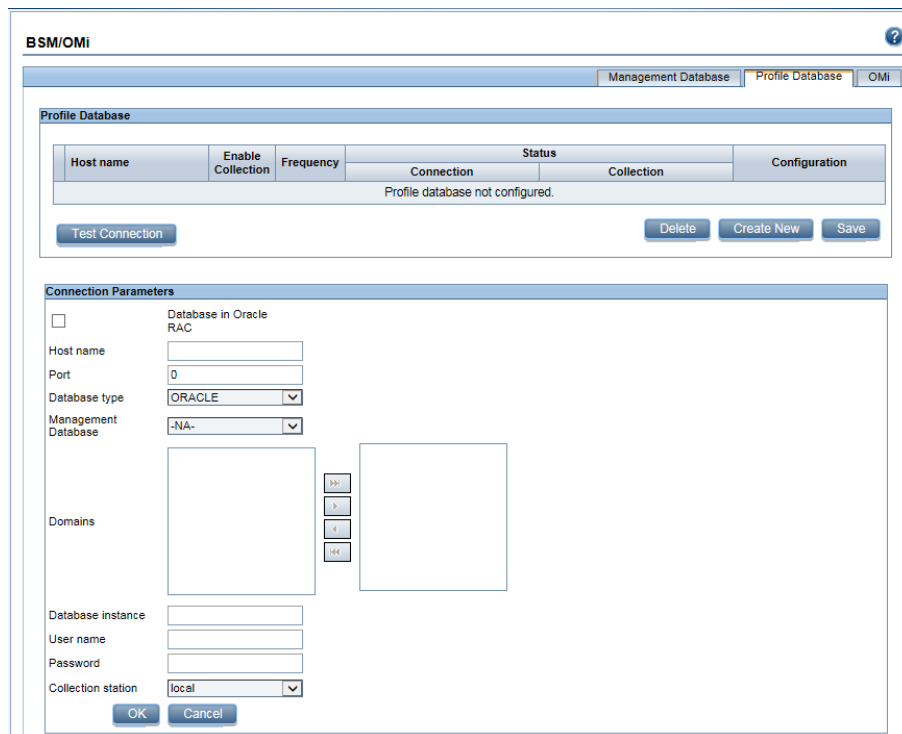 BSM/OMi
?
Management Database Profile Database OMi
Profile Database
Host name Enable Collection Frequency Status Configuration
Connection Collection
Profile database not configured.
Test Connection Delete Create New Save
Connection Parameters
Database in Oracle
RAC
Host name
Port 0
Database type ORACLE
Management
Database -NA-
Domains
Database instance
User name
Password
Collection station local
OK Cancel